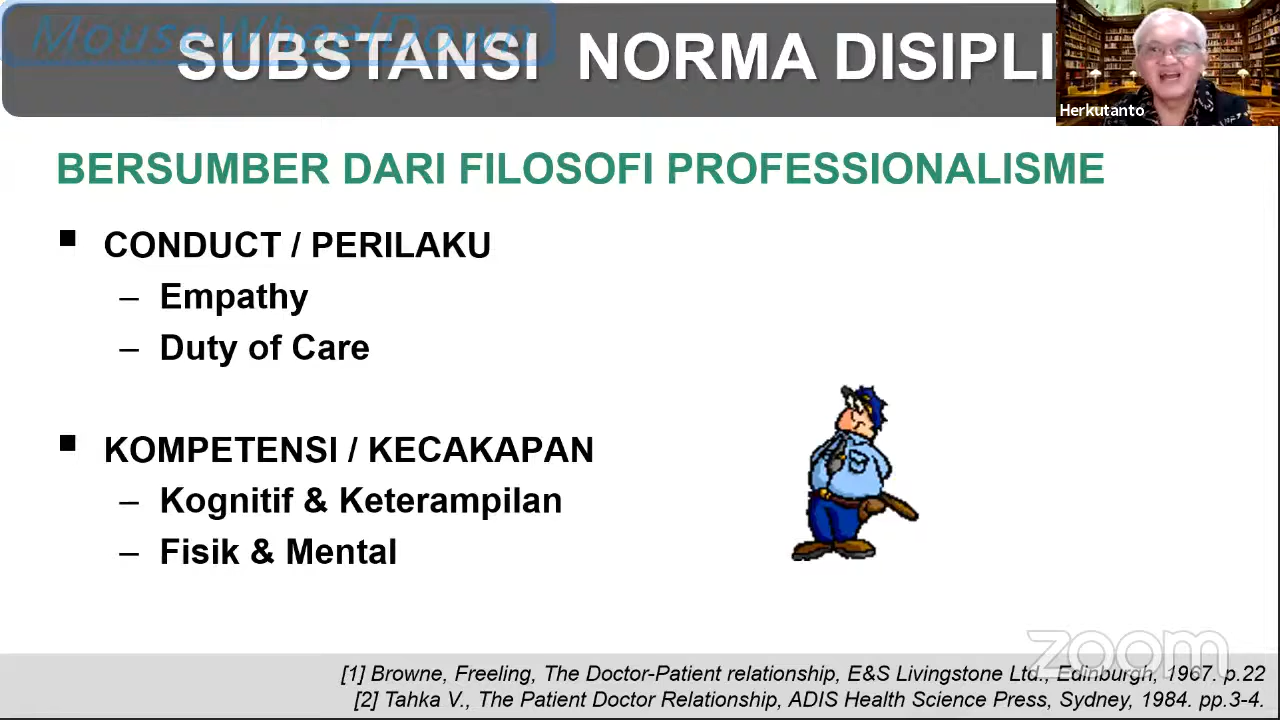 MouseWheelDown
SUBSTANSI NORMA DISIPLI
Herkutanto
BERSUMBER DARI FILOSOFI PROFESSIONALISME
▪ CONDUCT / PERILAKU
– Empathy
– Duty of Care
▪ KOMPETENSI / KECAKAPAN
– Kognitif & Keterampilan
– Fisik & Mental
zoom
[1] Browne, Freeling, The Doctor-Patient relationship, E&S Livingstone Ltd., Edinburgh, 1967. p.22
[2] Tahka V., The Patient Doctor Relationship, ADIS Health Science Press, Sydney, 1984. pp.3-4.